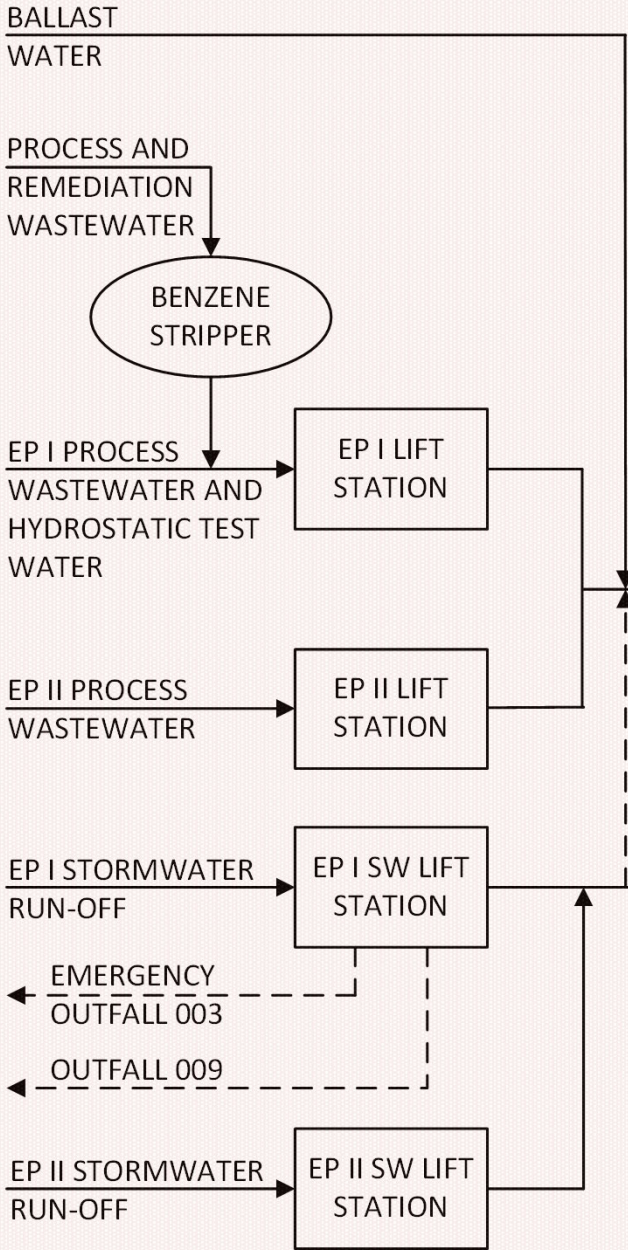 BALLAST
WATER
PROCESS AND
REMEDIATION
WASTEWATER
BENZENE
STRIPPER
EP I PROCESS
WASTEWATER AND
HYDROSTATIC TEST
WATER
EP I LIFT
STATION
EP II PROCESS
WASTEWATER
EP II LIFT
STATION
EP I STORMWATER
RUN-OFF
EP I SW LIFT
STATION
EMERGENCY
OUTFALL 003
OUTFALL 009
EP II STORMWATER
RUN-OFF
EP II SW LIFT
STATION